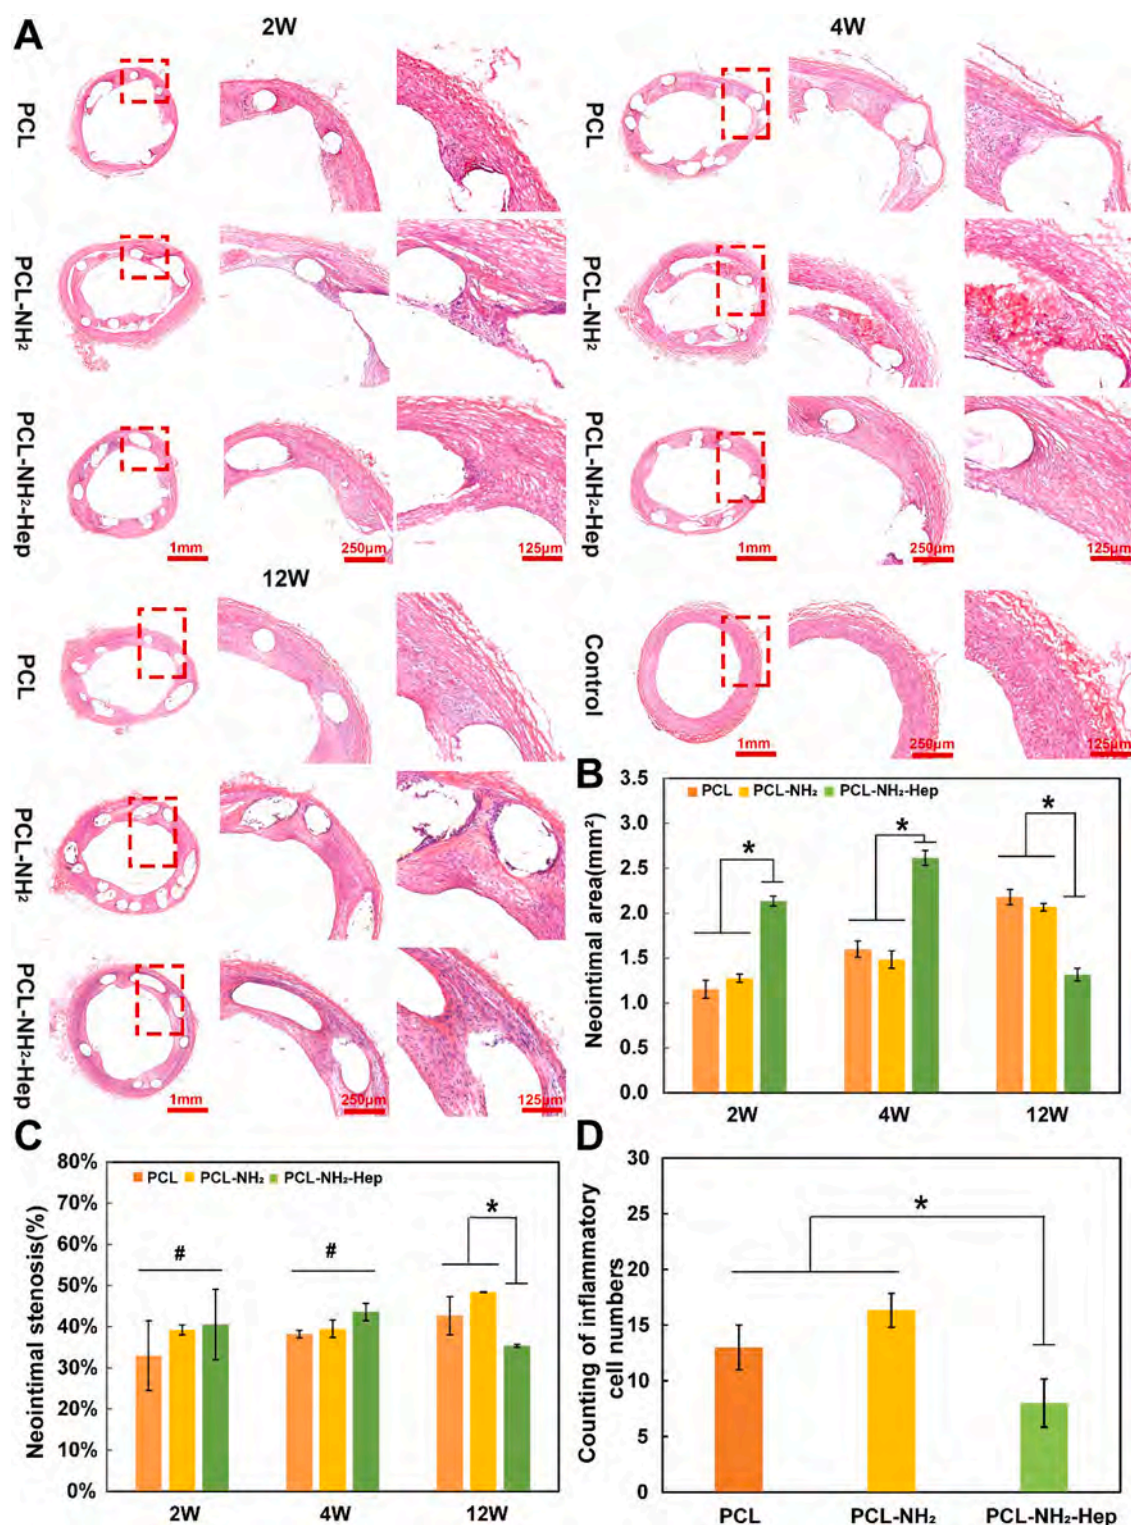 A
2W
4W
PCL
PCL
PCL-NH₂
PCL-NH₂
PCL-NH₂-Hep
PCL-NH₂-Hep
1mm 250μm 125μm
1mm 250μm 125μm
12W
PCL
Control
1mm 250μm 125μm
PCL-NH₂
PCL-NH₂-Hep
1mm 250μm 125μm
B
Neointimal area(mm²)
PCL PCL-NH₂ PCL-NH₂-Hep
3.5
3.0
2.5
2.0
1.5
1.0
0.5
0.0
* * *
2W 4W 12W
C
Neointimal stenosis(%)
PCL PCL-NH₂ PCL-NH₂-Hep
80%
70%
60%
50%
40%
30%
20%
10%
0%
# # *
2W 4W 12W
D
Counting of inflammatory
cell numbers
30
25
20
15
10
5
0
*
PCL PCL-NH₂ PCL-NH₂-Hep